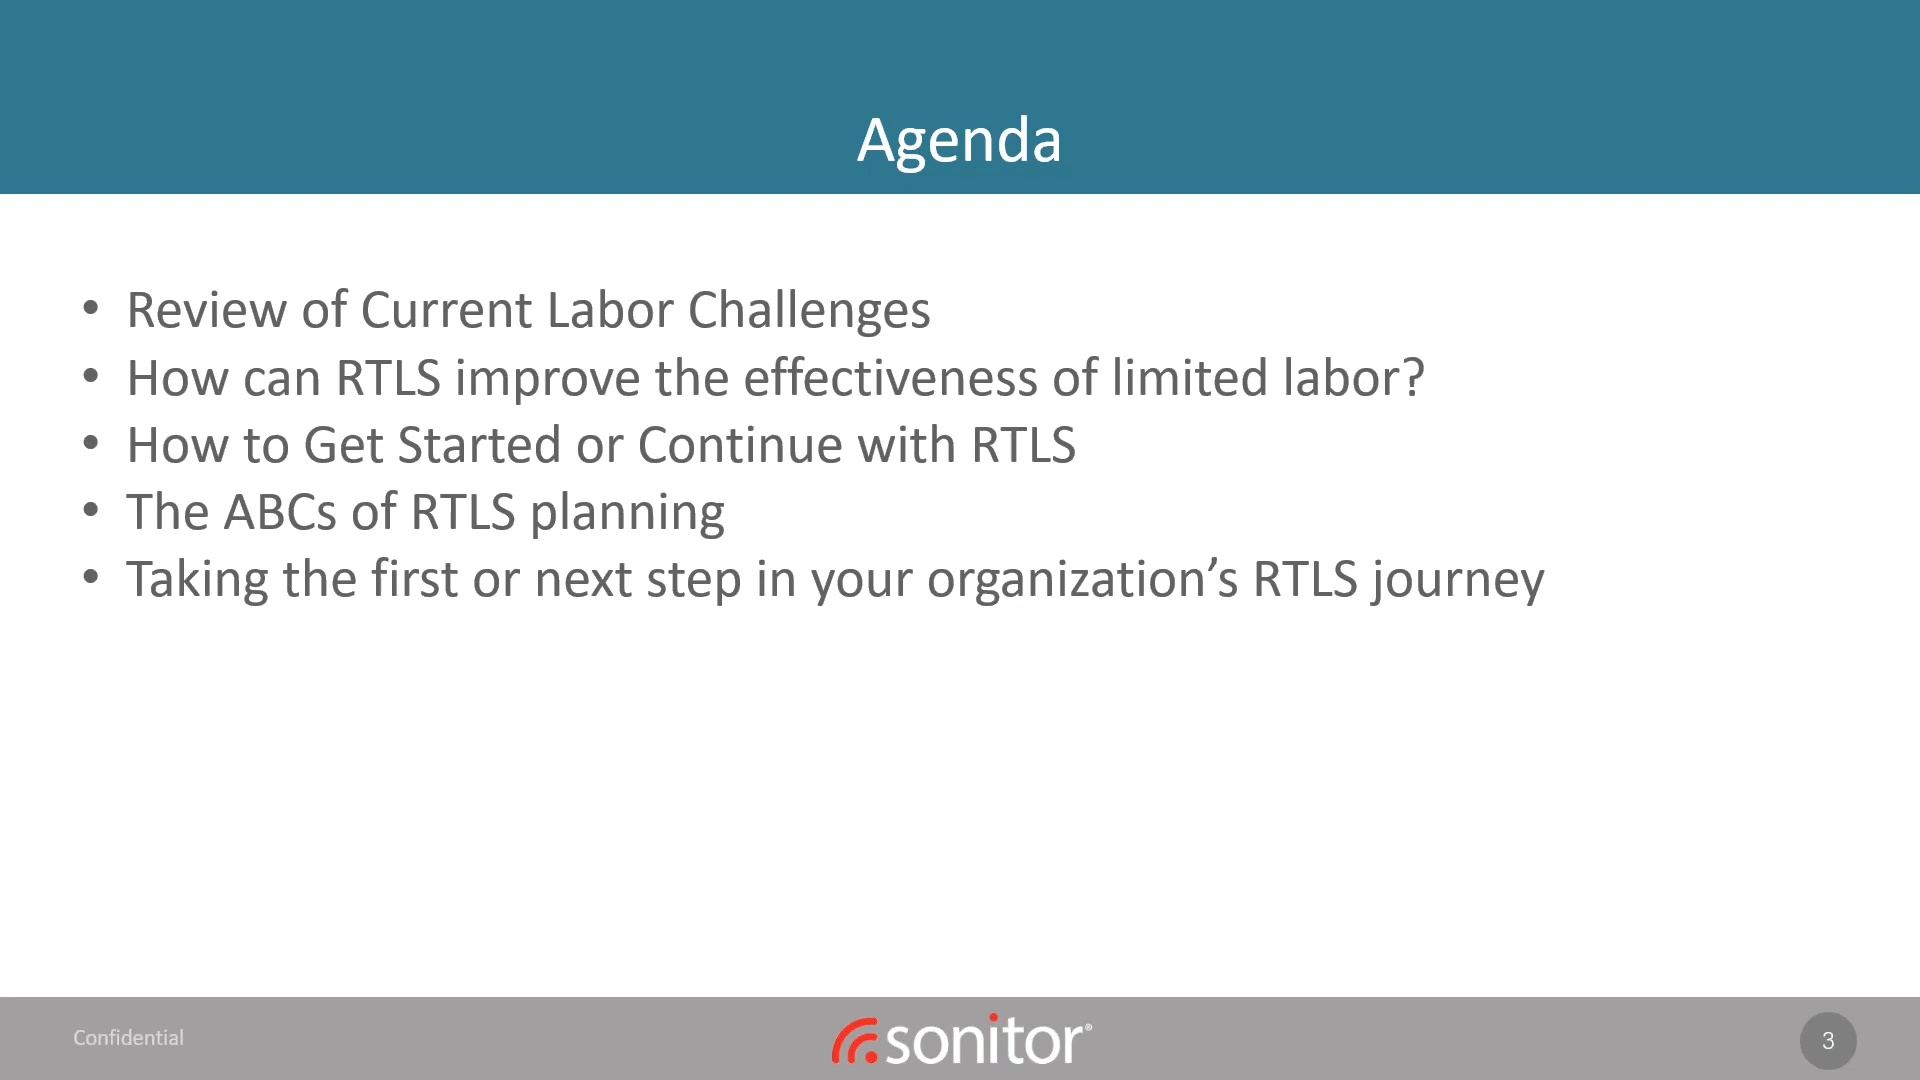 Agenda
• Review of Current Labor Challenges
• How can RTLS improve the effectiveness of limited labor?
• How to Get Started or Continue with RTLS
• The ABCs of RTLS planning
• Taking the first or next step in your organization’s RTLS journey
Confidential
sonitor®
3